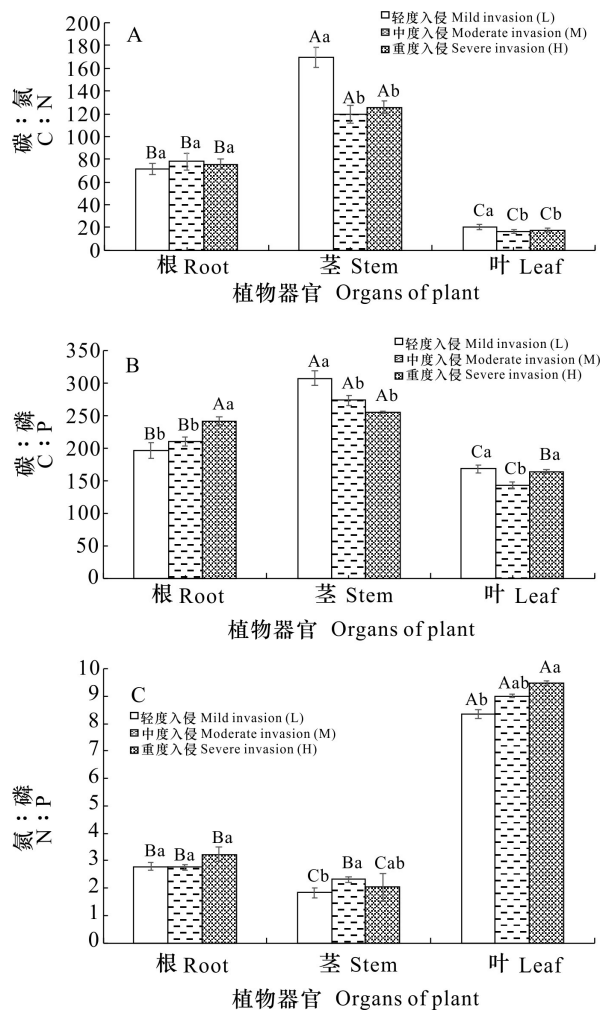 A
轻度入侵 Mild invasion (L)
中度入侵 Moderate invasion (M)
重度入侵 Severe invasion (H)
碳：氮
C：N
200
180
160
140
120
100
80
60
40
20
0
Ba Ba Ba
Aa Ab Ab
Ca Cb Cb
根 Root 茎 Stem 叶 Leaf
植物器官 Organs of plant
B
轻度入侵 Mild invasion (L)
中度入侵 Moderate invasion (M)
重度入侵 Severe invasion (H)
碳：磷
C：P
350
300
250
200
150
100
50
0
Bb Bb Aa
Aa Ab Ab
Ca Cb Ba
根 Root 茎 Stem 叶 Leaf
植物器官 Organs of plant
C
轻度入侵 Mild invasion (L)
中度入侵 Moderate invasion (M)
重度入侵 Severe invasion (H)
氮：磷
N：P
10
9
8
7
6
5
4
3
2
1
0
Ba Ba Ba
Cb Ba Cab
Ab Aab Aa
根 Root 茎 Stem 叶 Leaf
植物器官 Organs of plant